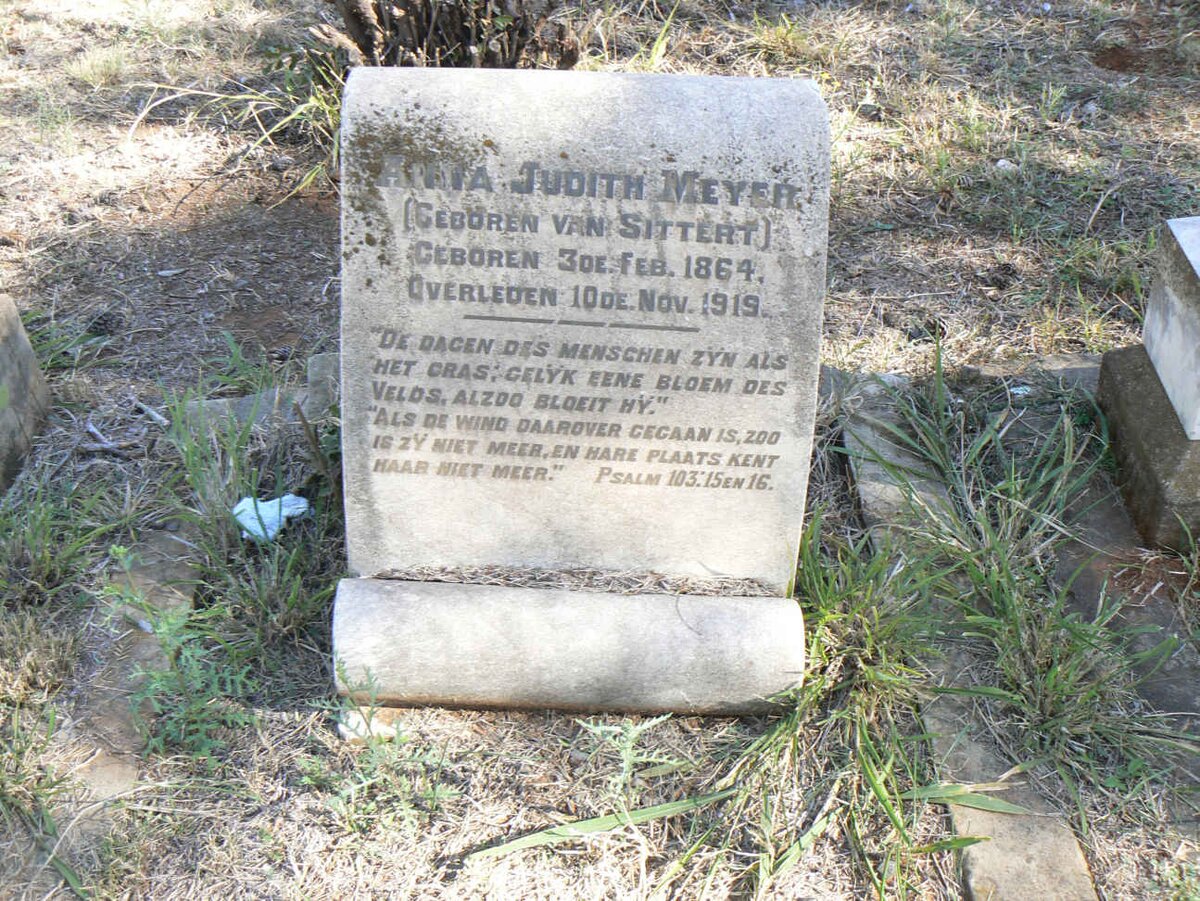 Anna Judith Meyer
(Geboren van Sittert)
Geboren 3de. Feb. 1864.
Overleden 10de. Nov. 1919.
"De dagen des menschen zyn als
het gras; gelyk eene bloem des
Velds, alzoo bloeit hy."
"Als de wind daarover gegaan is, zoo
is zy niet meer, en hare plaats kent
haar niet meer." Psalm 103:15 en 16.